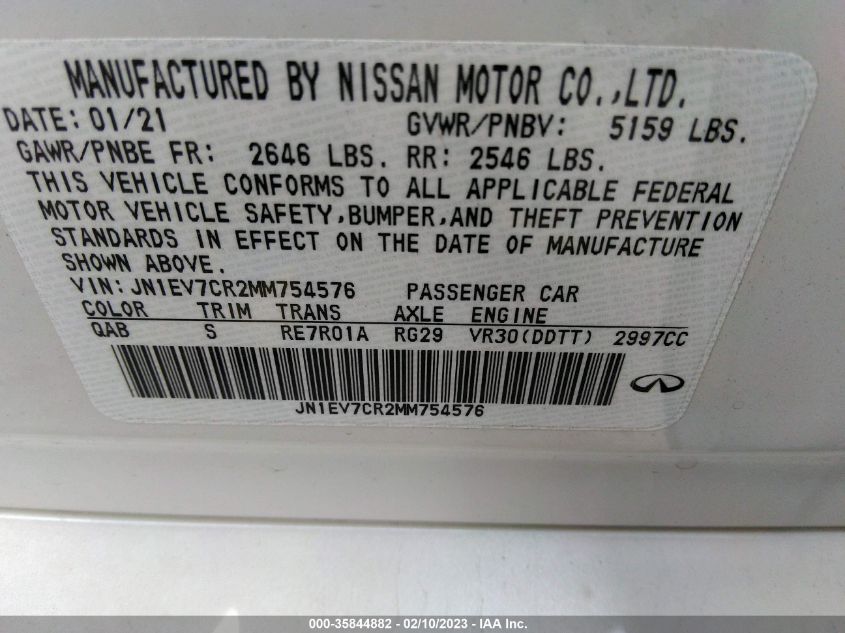 MANUFACTURED BY NISSAN MOTOR CO.,LTD.
DATE: 01/21 GVWR/PNBV: 5159 LBS.
GAWR/PNBE FR: 2646 LBS. RR: 2546 LBS.
THIS VEHICLE CONFORMS TO ALL APPLICABLE FEDERAL
MOTOR VEHICLE SAFETY,BUMPER,AND THEFT PREVENTION
STANDARDS IN EFFECT ON THE DATE OF MANUFACTURE
SHOWN ABOVE.
VIN: JN1EV7CR2MM754576 PASSENGER CAR
COLOR TRIM TRANS AXLE ENGINE
QAB S RE7R01A RG29 VR30(DDTT) 2997CC
JN1EV7CR2MM754576
000-35844882 - 02/10/2023 - IAA Inc.